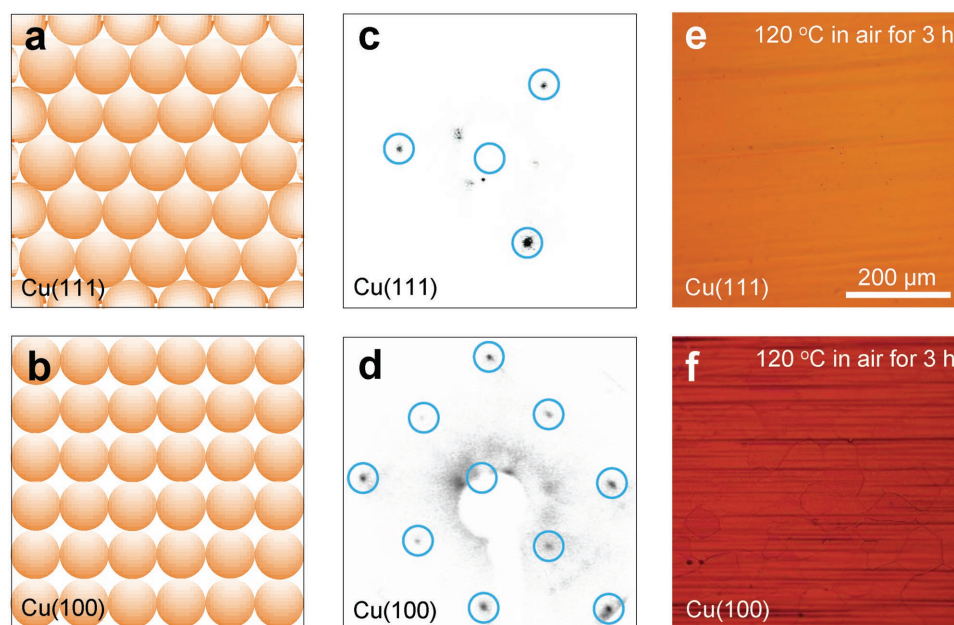 a
Cu(111)
c
Cu(111)
e
120 °C in air for 3 h
200 μm
Cu(111)
b
Cu(100)
d
Cu(100)
f
120 °C in air for 3 h
Cu(100)